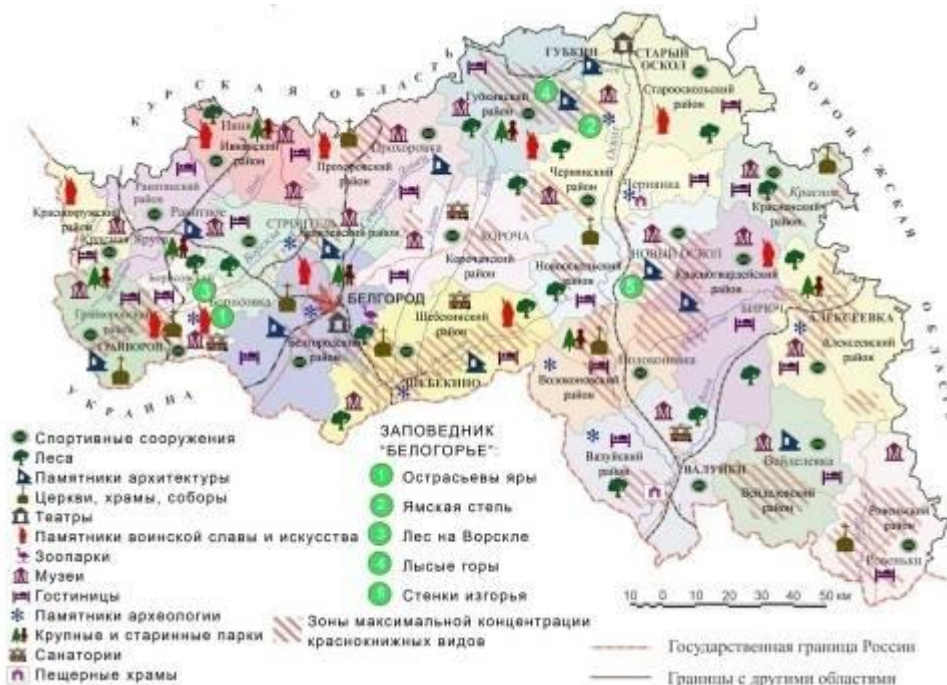 КУРСКАЯ ОБЛАСТЬ
ВОРОНЕЖСКАЯ ОБЛАСТЬ
УКРАИНА
ГУБКИН
СТАРЫЙ ОСКОЛ
Старооскольский район
Губкинский район
Ивнянский район
Прохоровка
Прохоровский район
Чернянский район
Чернянка
Красненский район
Ракитянский район
Ракитное
Краснояружский район
Красная Яруга
СТРОИТЕЛЬ
Яковлевский район
КОРОЧА
Корочанский район
НОВЫЙ ОСКОЛ
Новооскольский район
Красногвардейский район
БИРЮЧ
АЛЕКСЕЕВКА
Алексеевский район
Борисовка
БЕЛГОРОД
Белгородский район
Грайворонский район
ГРАЙВОРОН
Шебекинский район
ШЕБЕКИНО
Волоконовка
Волоконовский район
Валуйский район
ВАЛУЙКИ
Вейделевка
Вейделевский район
Ровеньский район
Ровеньки
Спортивные сооружения
Леса
Памятники архитектуры
Церкви, храмы, соборы
Театры
Памятники воинской славы и искусства
Зоопарки
Музеи
Гостиницы
Памятники археологии
Крупные и старинные парки
Санатории
Пещерные храмы
ЗАПОВЕДНИК
"БЕЛОГОРЬЕ":
1 Острасьевы яры
2 Ямская степь
3 Лес на Ворскле
4 Лысые горы
5 Стенки изгорья
Зоны максимальной концентрации
краснокнижных видов
10 0 10 20 30 40 50 км
Государственная граница России
Границы с другими областями